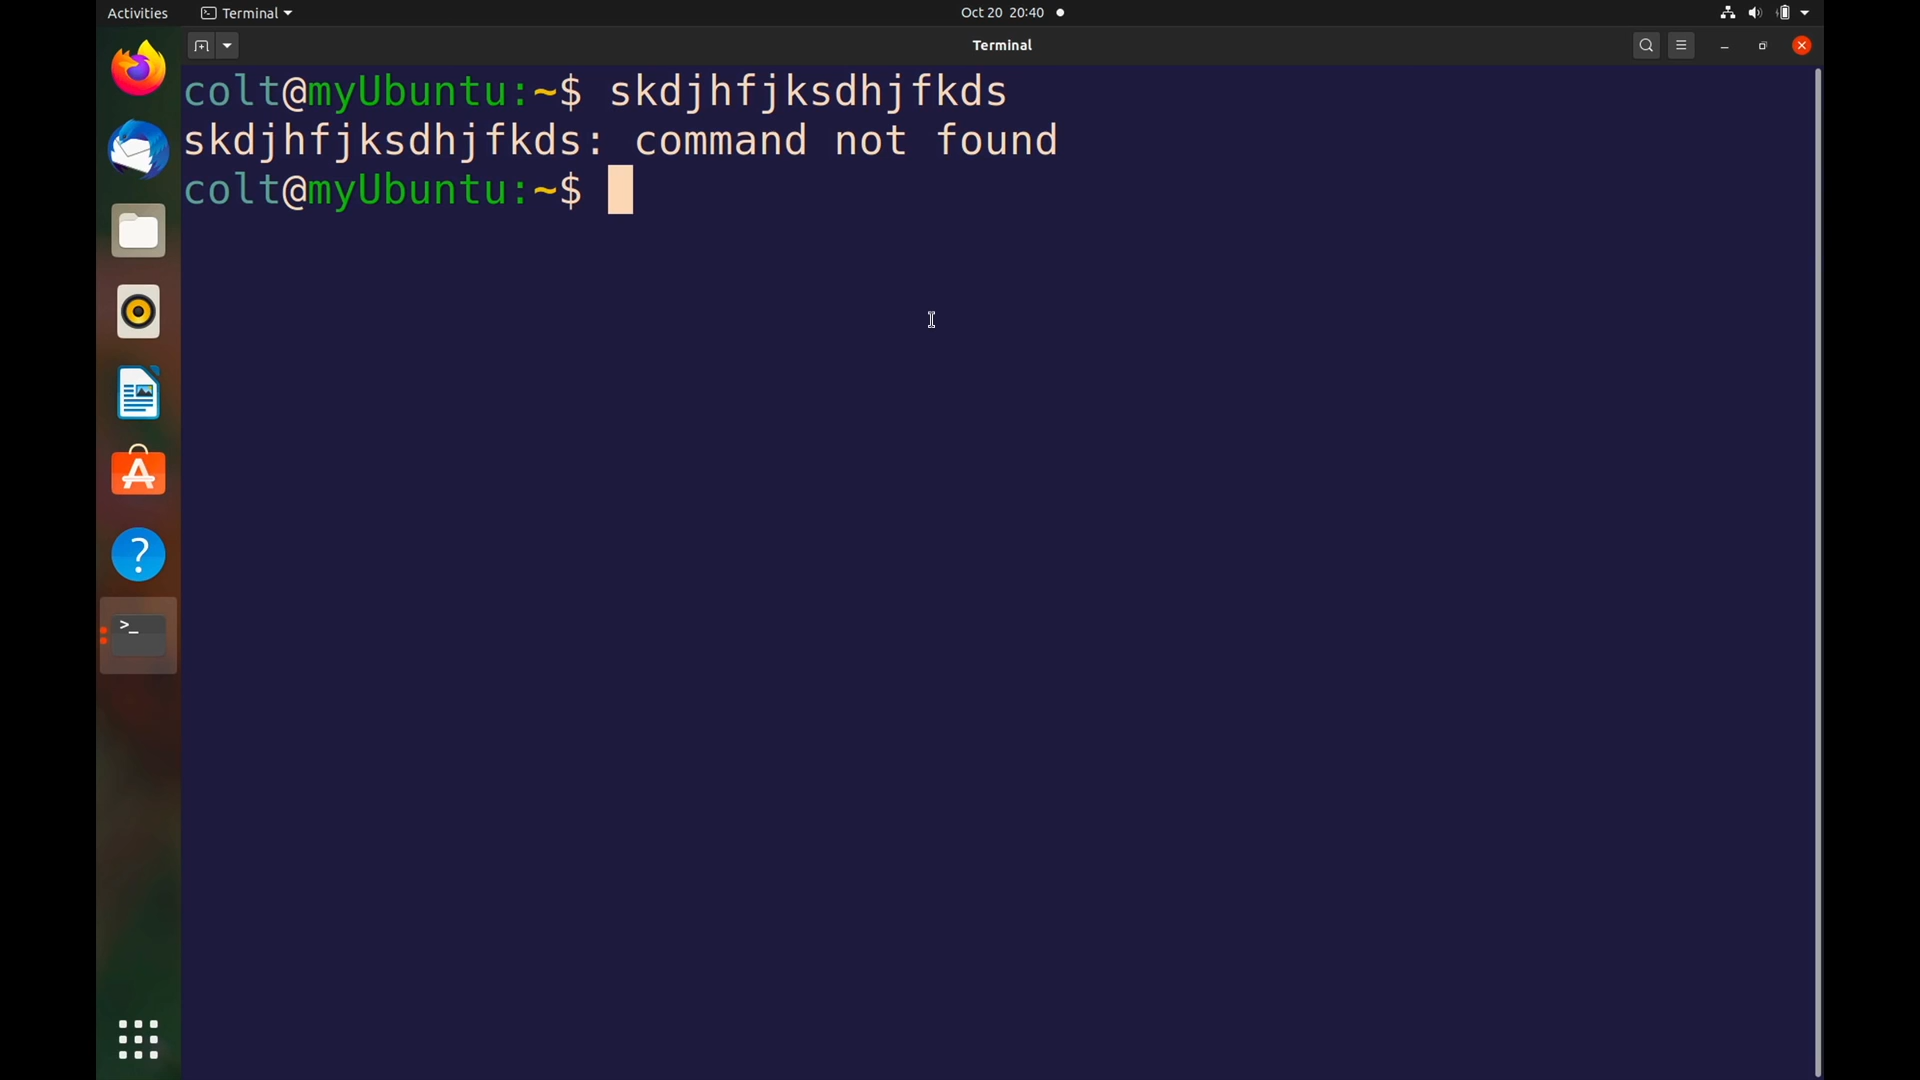 Activities Terminal Oct 20 20:40
Terminal
colt@myUbuntu:~$ skdjhfjksdhjfkds
skdjhfjksdhjfkds: command not found
colt@myUbuntu:~$